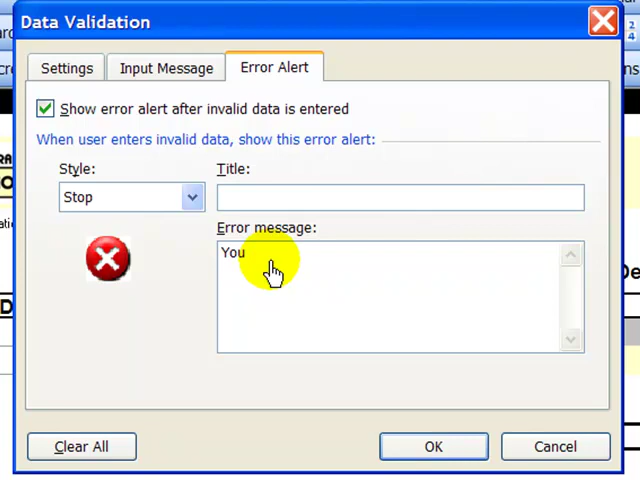 Data Validation
Settings
Input Message
Error Alert
Show error alert after invalid data is entered
When user enters invalid data, show this error alert:
Style:
Title:
Stop
Error message:
You
Clear All
OK
Cancel